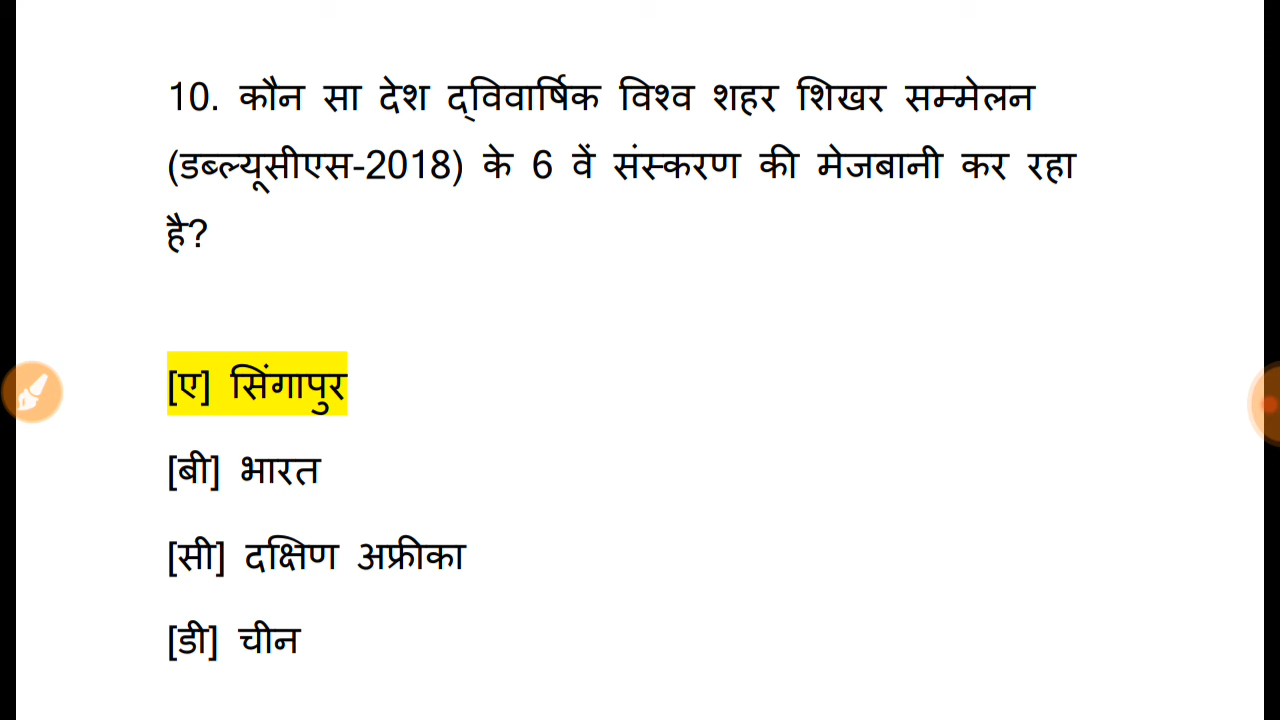 10. कौन सा देश द्विवार्षिक विश्व शहर शिखर सम्मेलन
(डब्ल्यूसीएस-2018) के 6 वें संस्करण की मेजबानी कर रहा
है?
[ए] सिंगापुर
[बी] भारत
[सी] दक्षिण अफ्रीका
[डी] चीन